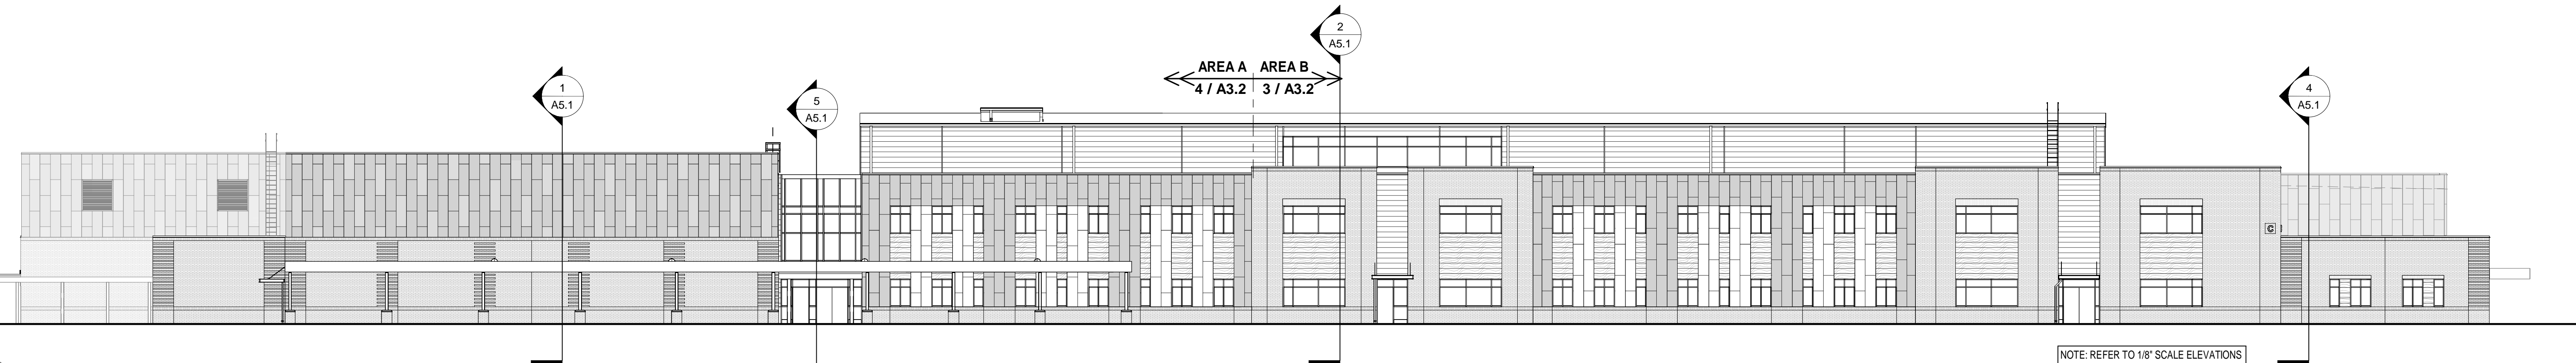 2
A5.1
AREA A AREA B
4 / A3.2 3 / A3.2
1
A5.1
5
A5.1
4
A5.1
C
NOTE: REFER TO 1/8" SCALE ELEVATIONS